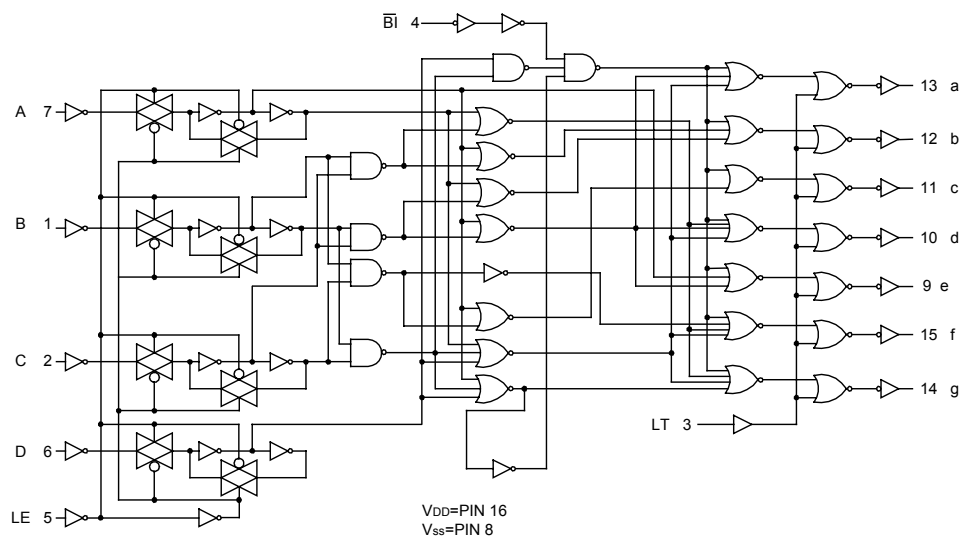 B̅I̅ 4
A 7
B 1
C 2
D 6
LE 5
13 a
12 b
11 c
10 d
9 e
15 f
14 g
LT 3
VDD=PIN 16
Vss=PIN 8